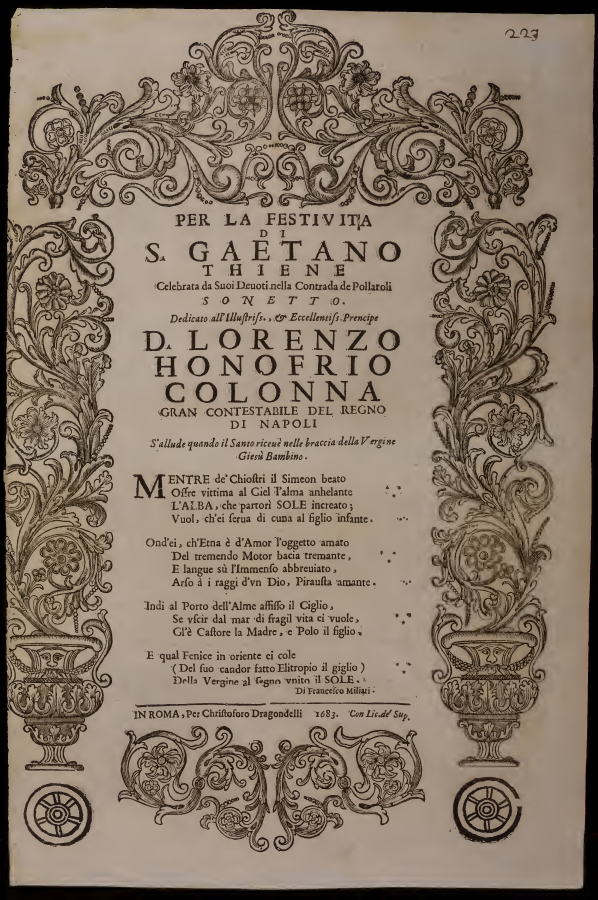 227
PER LA FESTIVITA
DI
S. GAETANO
THIENE
Celebrata da Suoi Deuoti nella Contrada de Pollaroli
SONETTO.
Dedicato all'Illustriss., & Eccellentiss. Prencipe
D. LORENZO
HONOFRIO
COLONNA
GRAN CONTESTABILE DEL REGNO
DI NAPOLI
S'allude quando il Santo riceuè nelle braccia della Vergine
Giesù Bambino.
MENTRE de' Chiostri il Simeon beato
Offre vittima al Ciel l'alma anhelante
L'ALBA, che partorì SOLE increato;
Vuol, ch'ei serua di cuna al figlio infante.
Ond'ei, ch'Etna è d'Amor l'oggetto amato
Del tremendo Motor bacia tremante,
E langue sù l'Immenso abbreuiato,
Arso à i raggi d'vn Dio, Pirausta amante.
Indi al Porto dell'Alme affisso il Ciglio,
Se vscir dal mar di fragil vita ei vuole,
Gl'è Castore la Madre, e Polo il figlio.
E qual Fenice in oriente ei cole
(Del suo candor fatto Elitropio il giglio)
Della Vergine al segno vnito il SOLE.
Di Francesco Miliati.
IN ROMA, Per Christoforo Dragondelli 1683. Con Lic. de' Sup.